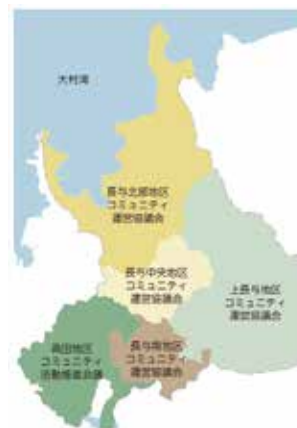 大村湾
長与北部地区
コミュニティ
運営協議会
長与中央地区
コミュニティ
運営協議会
上長与地区
コミュニティ
運営協議会
高田地区
コミュニティ
活動推進会議
長与南地区
コミュニティ
運営協議会